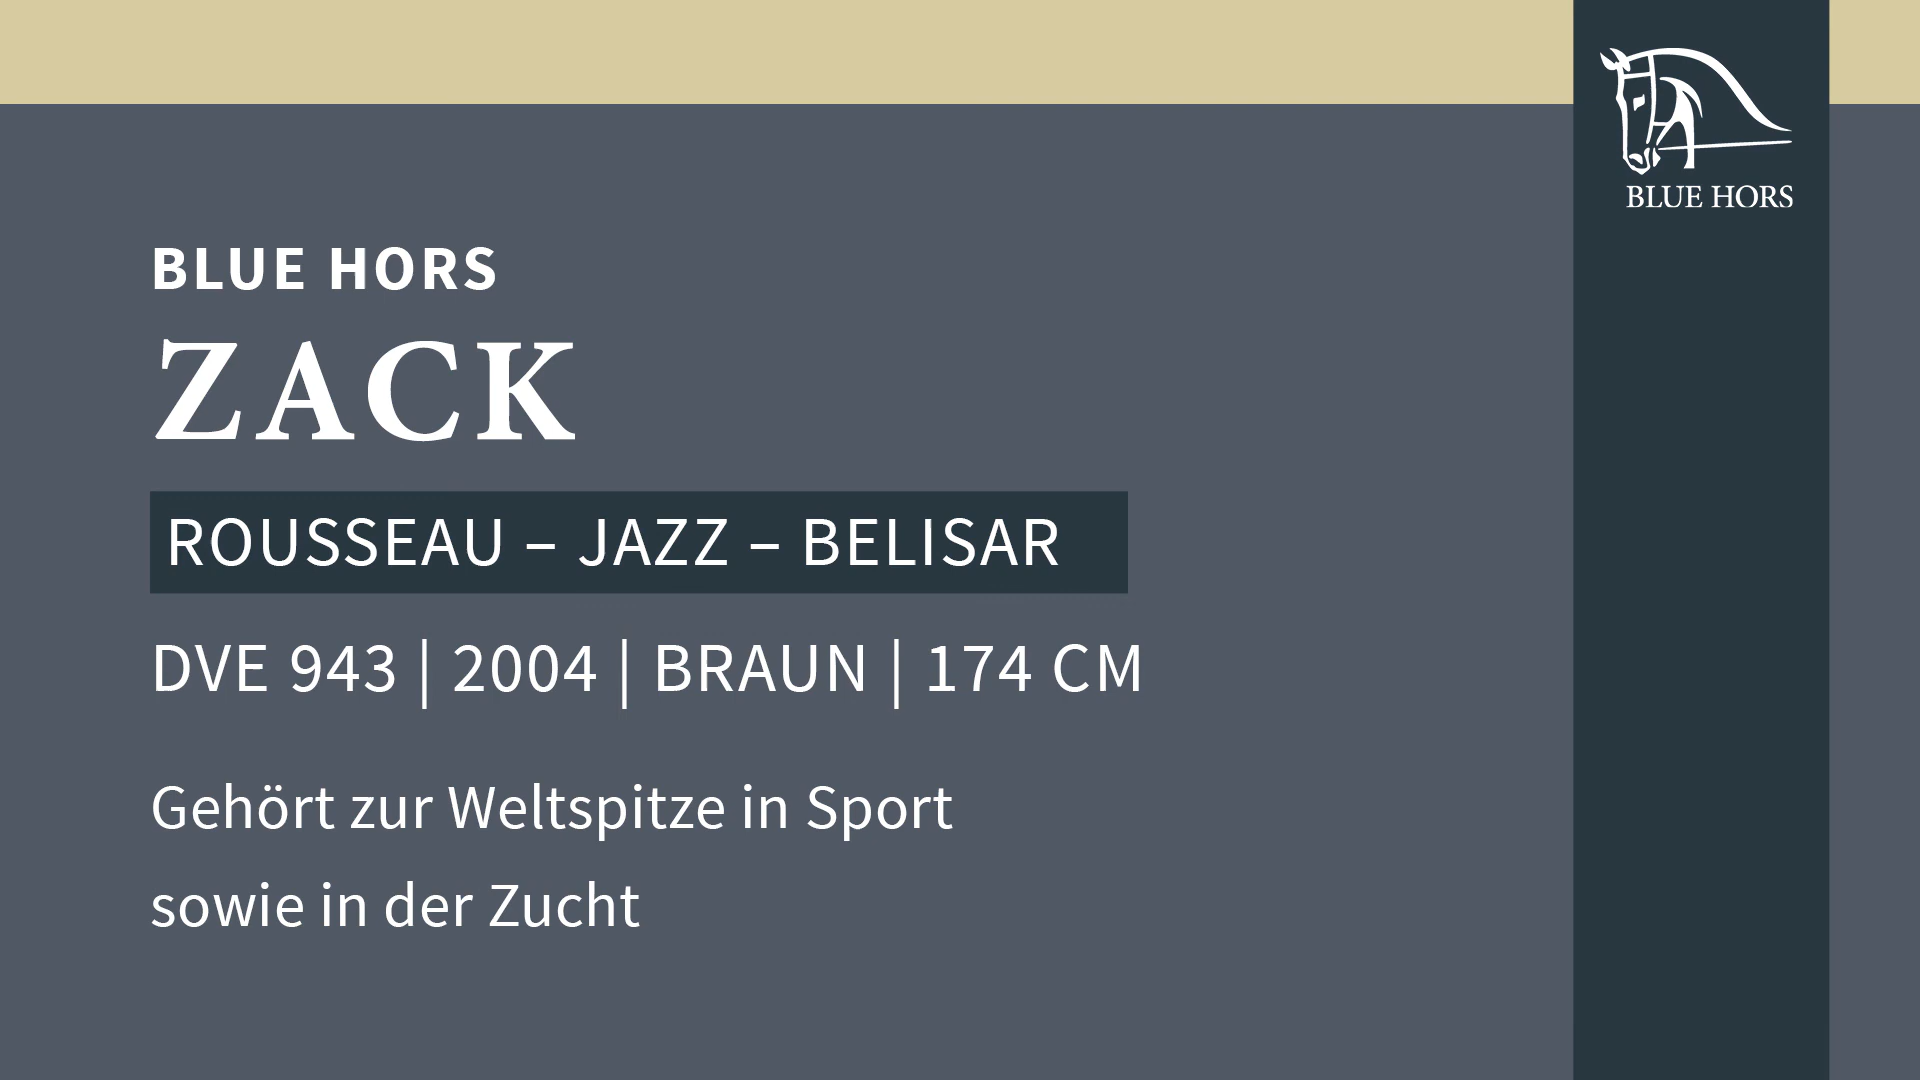 BLUE HORS
BLUE HORS
ZACK
ROUSSEAU – JAZZ – BELISAR
DVE 943 | 2004 | BRAUN | 174 CM
Gehört zur Weltspitze in Sport
sowie in der Zucht